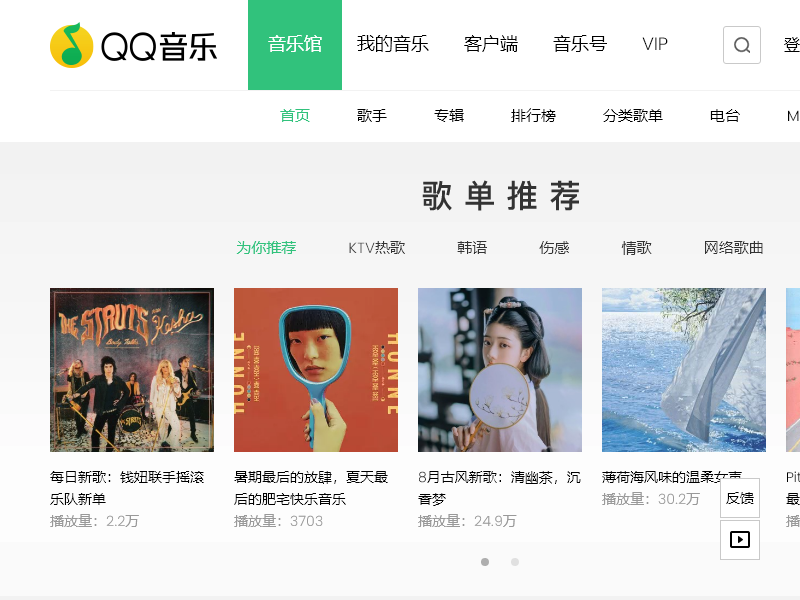 QQ音乐
音乐馆 我的音乐 客户端 音乐号 VIP 登
首页 歌手 专辑 排行榜 分类歌单 电台 M
歌单推荐
为你推荐 KTV热歌 韩语 伤感 情歌 网络歌曲
THE STRUTS
Kesha
HONNE
HONNE
每日新歌：钱妞联手摇滚
乐队新单
播放量：2.2万
暑期最后的放肆，夏天最
后的肥宅快乐音乐
播放量：3703
8月古风新歌：清幽茶，沉
香梦
播放量：24.9万
薄荷海风味的温柔女声
播放量：30.2万
Pit
最
播
反馈